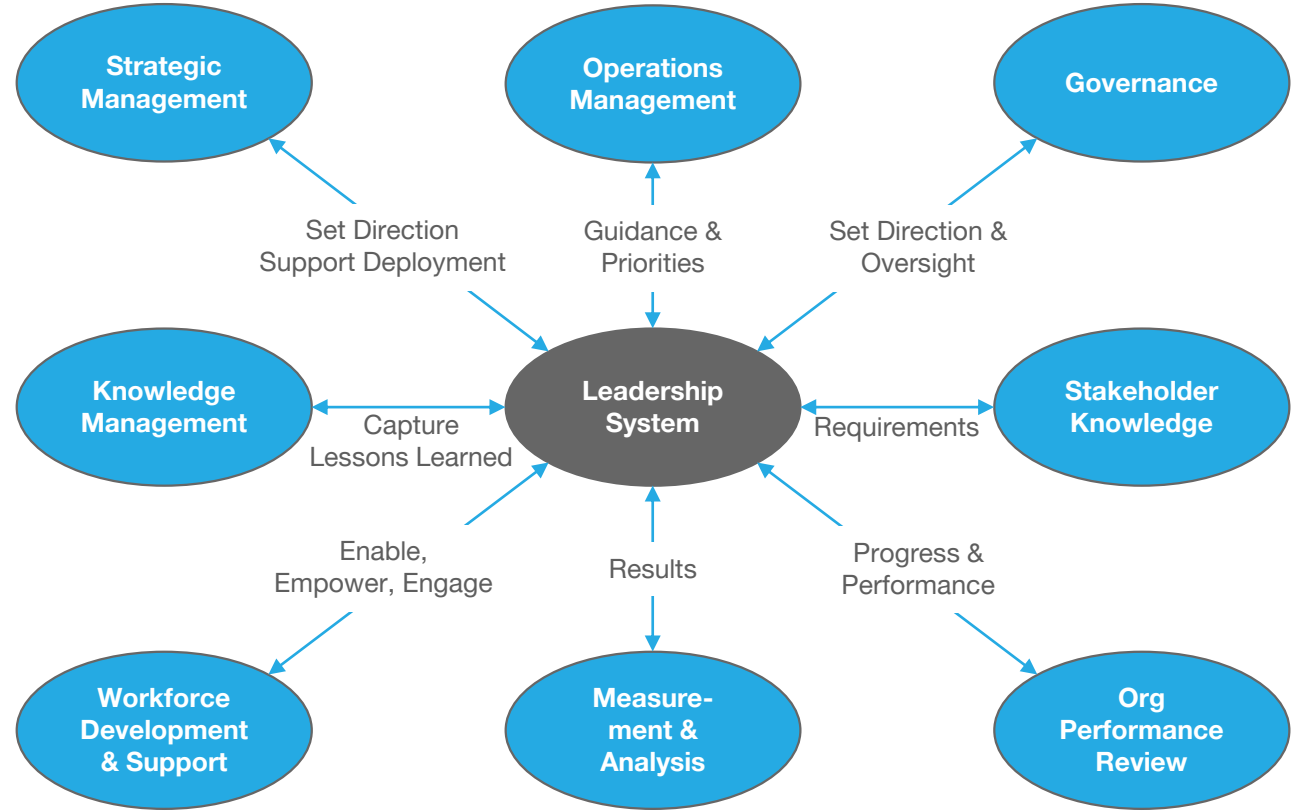 Strategic
Management
Operations
Management
Governance
Set Direction
Support Deployment
Guidance &
Priorities
Set Direction &
Oversight
Knowledge
Management
Capture
Lessons Learned
Leadership
System
Requirements
Stakeholder
Knowledge
Enable,
Empower, Engage
Results
Progress &
Performance
Workforce
Development
& Support
Measure-
ment &
Analysis
Org
Performance
Review